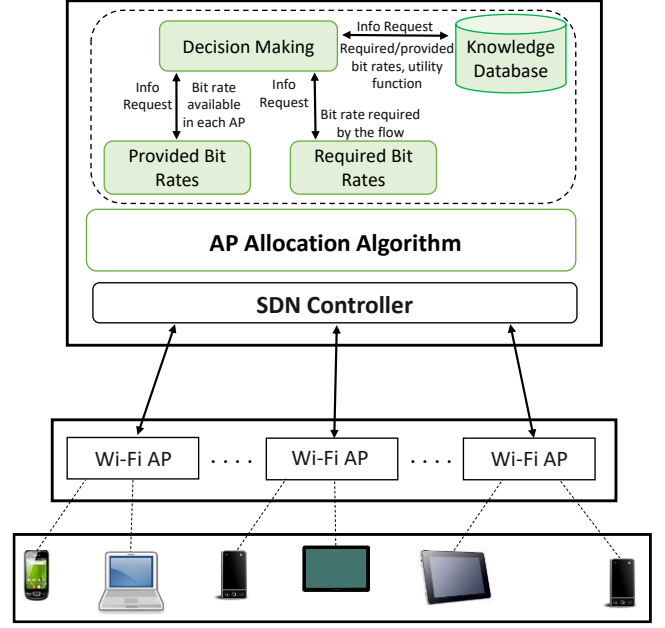 Info Request
Decision Making
Required/provided
bit rates, utility
function
Knowledge
Database
Info
Request
Bit rate
available
in each AP
Info
Request
Bit rate required
by the flow
Provided Bit
Rates
Required Bit
Rates
AP Allocation Algorithm
SDN Controller
Wi-Fi AP . . . . Wi-Fi AP . . . . Wi-Fi AP